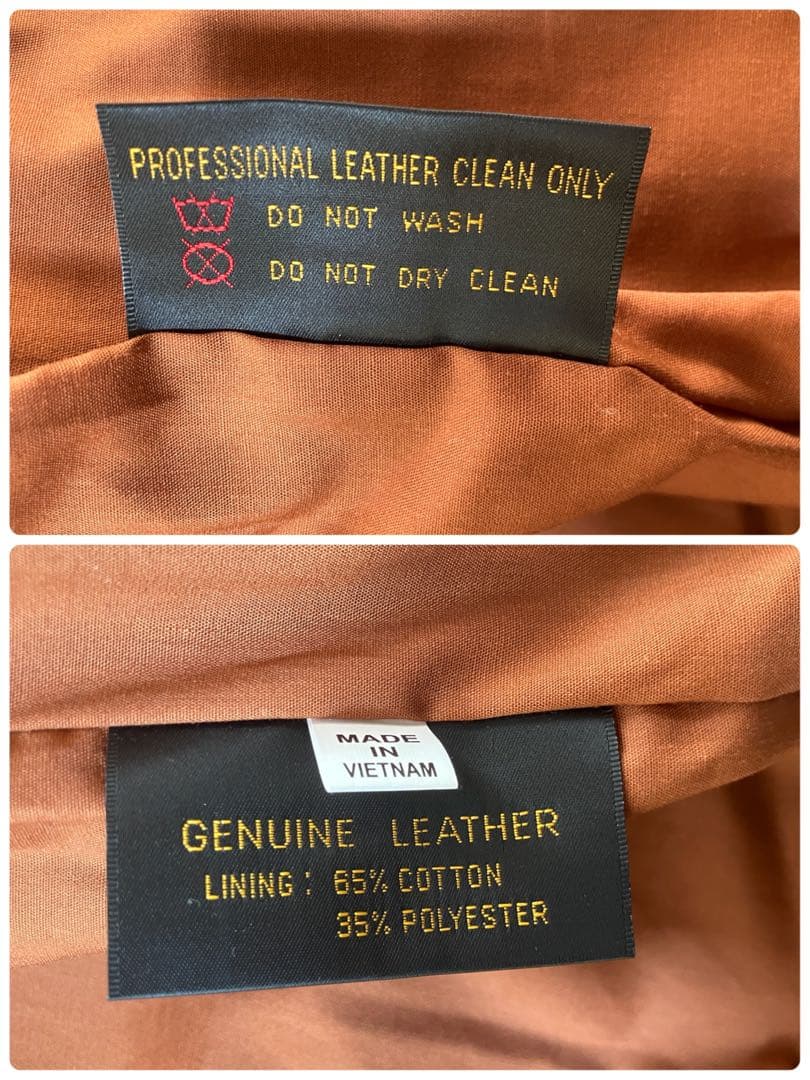 PROFESSIONAL LEATHER CLEAN ONLY
DO NOT WASH
DO NOT DRY CLEAN
MADE
IN
VIETNAM
GENUINE LEATHER
LINING: 65% COTTON
35% POLYESTER